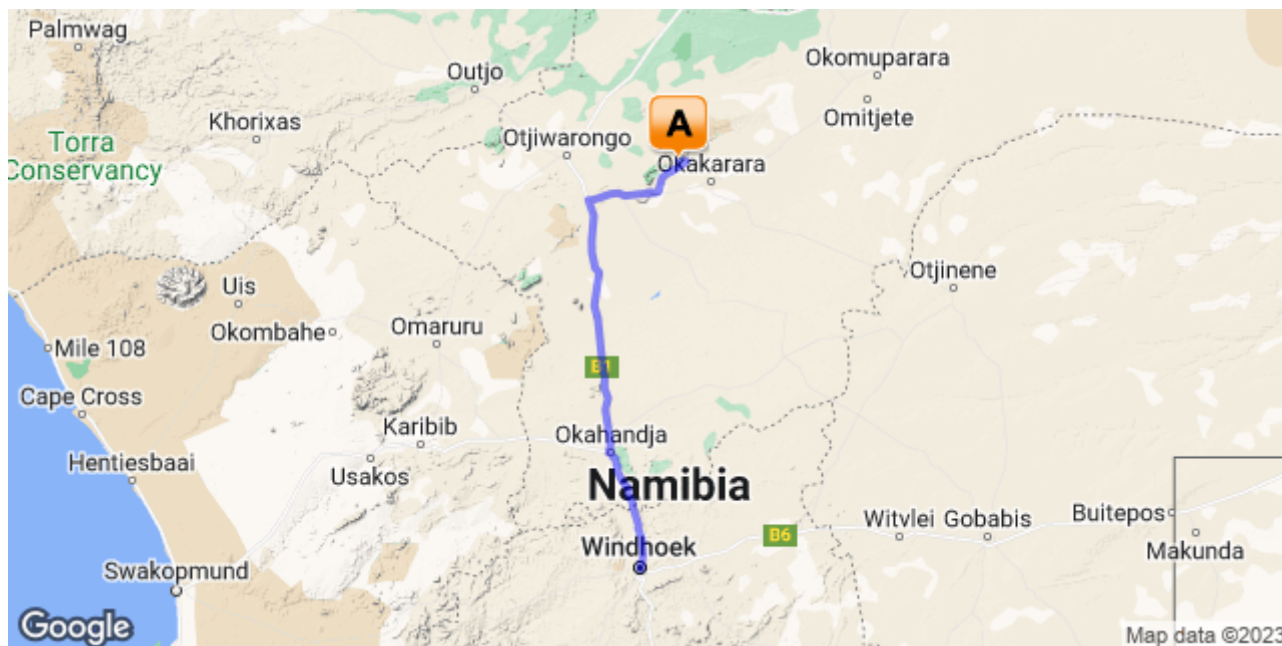 Palmwag
Outjo
Okomuparara
Omitjete
Khorixas
Otjiwarongo
A
Torra
Conservancy
Okakarara
Otjinene
Uis
Okombahe
Omaruru
Mile 108
B1
Cape Cross
Karibib
Okahandja
Hentiesbaai
Usakos
Namibia
Witvlei
Gobabis
Buitepos
B6
Windhoek
Makunda
Swakopmund
Google
Map data ©2023